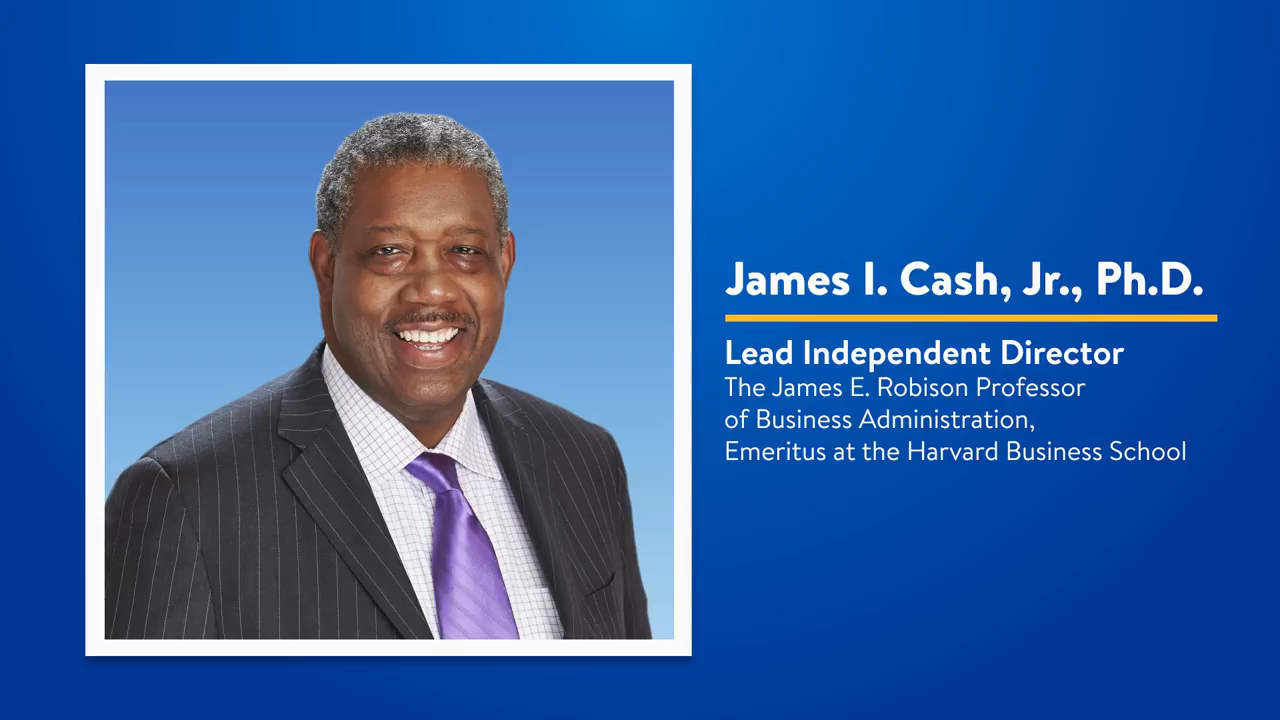 James I. Cash, Jr., Ph.D.
Lead Independent Director
The James E. Robison Professor
of Business Administration,
Emeritus at the Harvard Business School